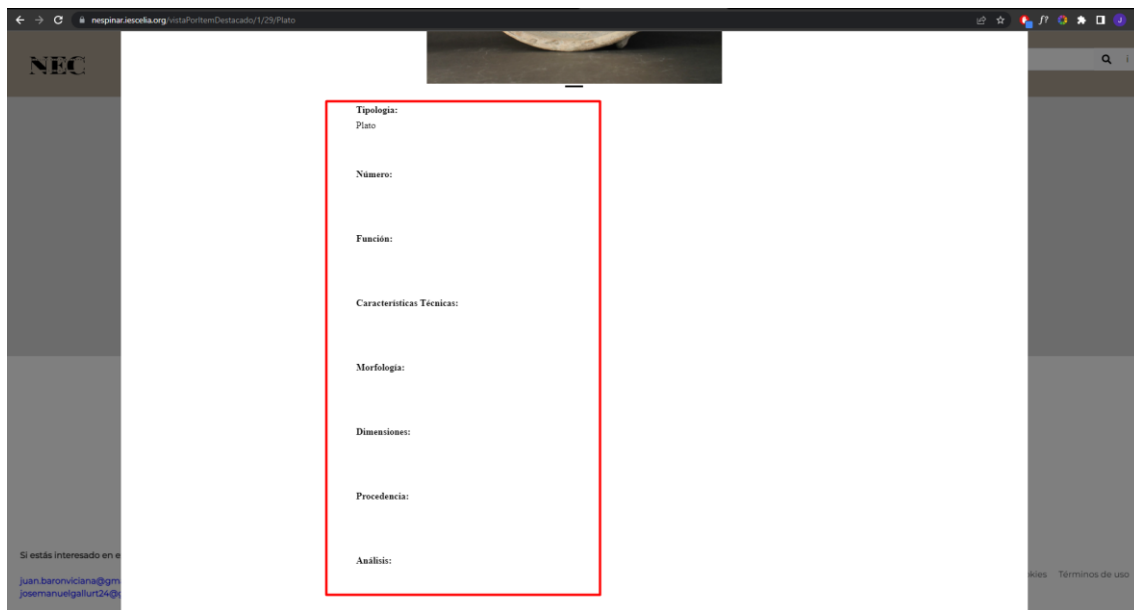 nespinar.iescelia.org/vistaPorItemDestacado/1/29/Plato
NEC
Tipología:
Plato
Número:
Función:
Características Técnicas:
Morfología:
Dimensiones:
Procedencia:
Análisis:
Si estás interesado en e
juan.baronviciana@gm
josemanuelgallurt24@g
okies Términos de uso